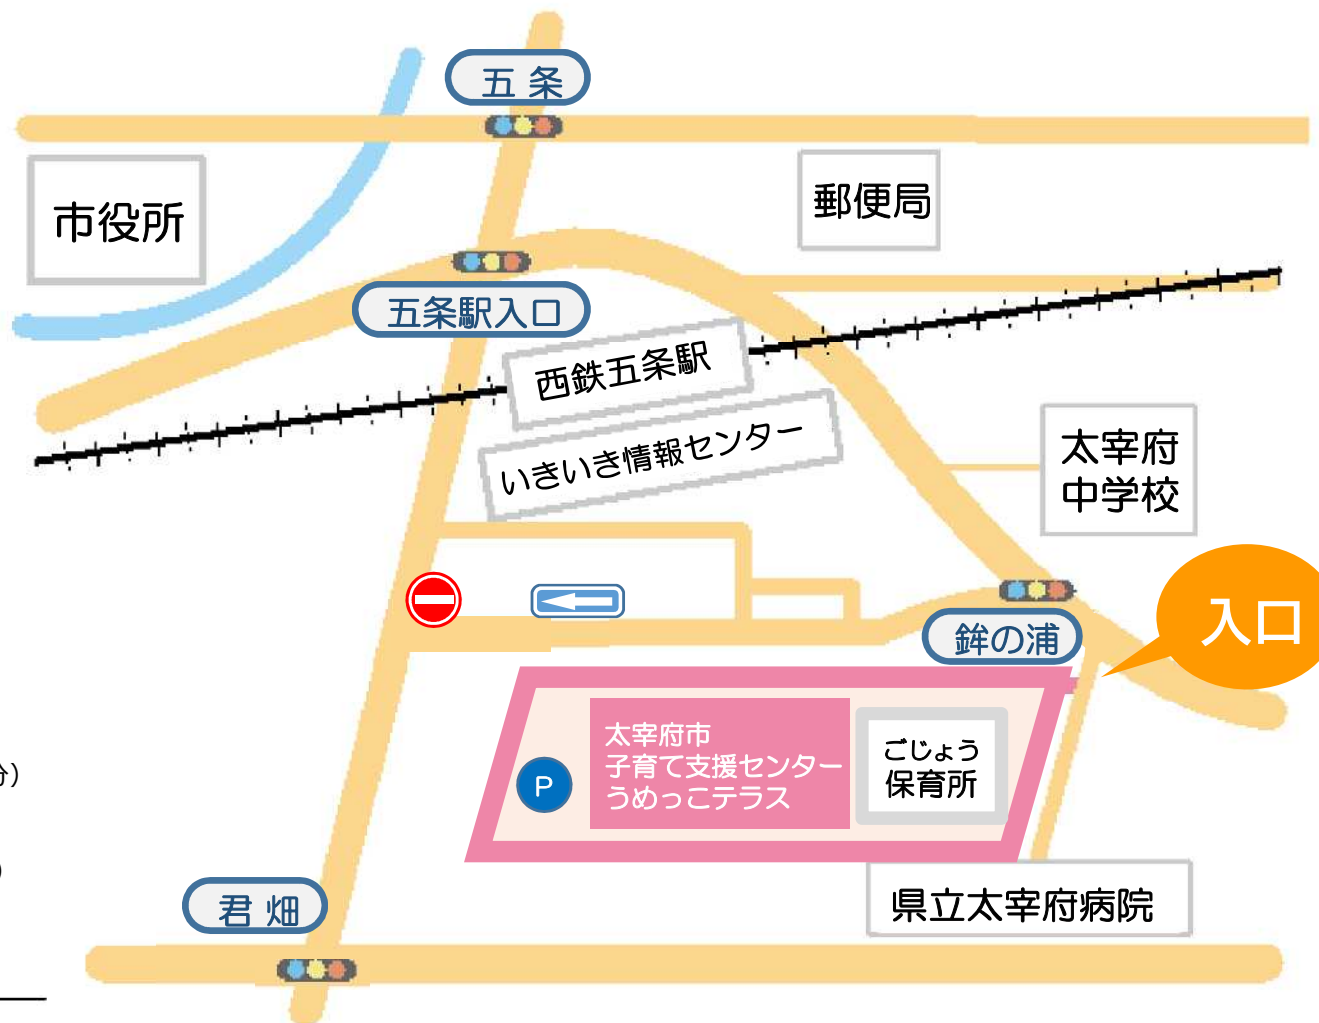 五条
市役所
郵便局
五条駅入口
西鉄五条駅
いきいき情報センター
太宰府
中学校
入口
鉾の浦
太宰府市
子育て支援センター
うめっこテラス
P
ごじょう
保育所
分）
）
県立太宰府病院
君畑